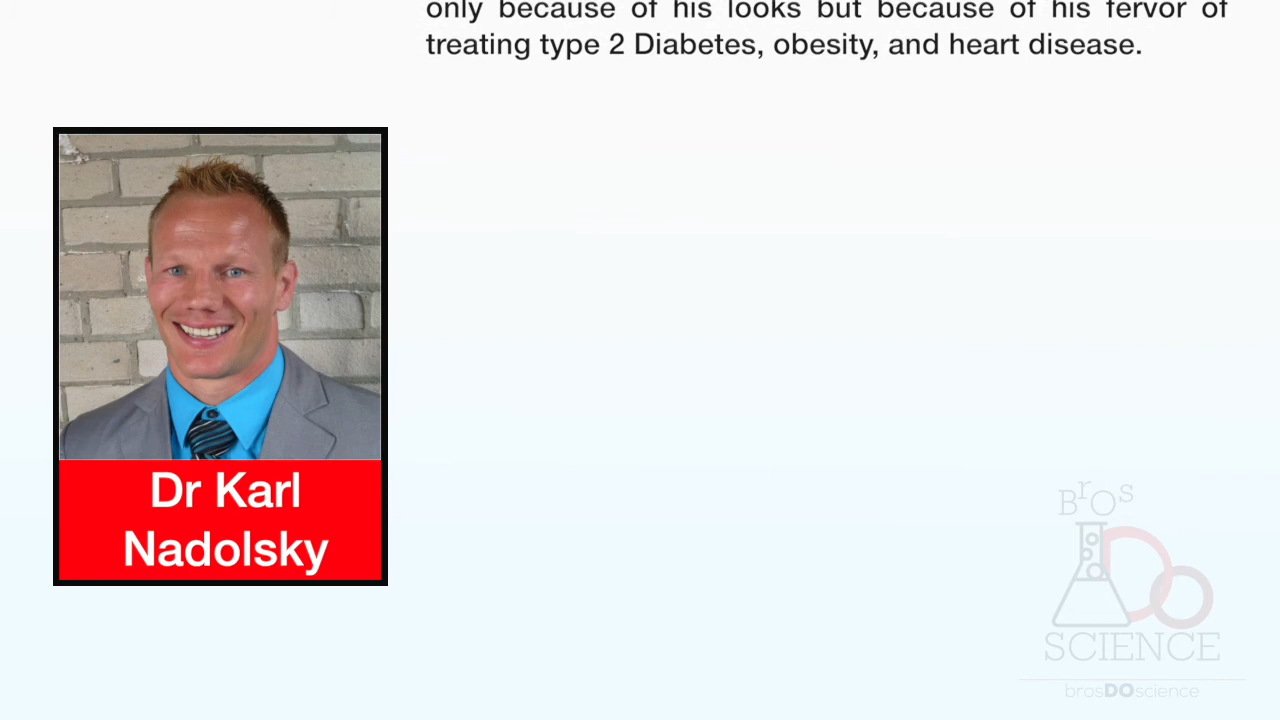 only because of his looks but because of his fervor of
treating type 2 Diabetes, obesity, and heart disease.
Dr Karl
Nadolsky
BrOs
DO
SCIENCE
brosDOscience